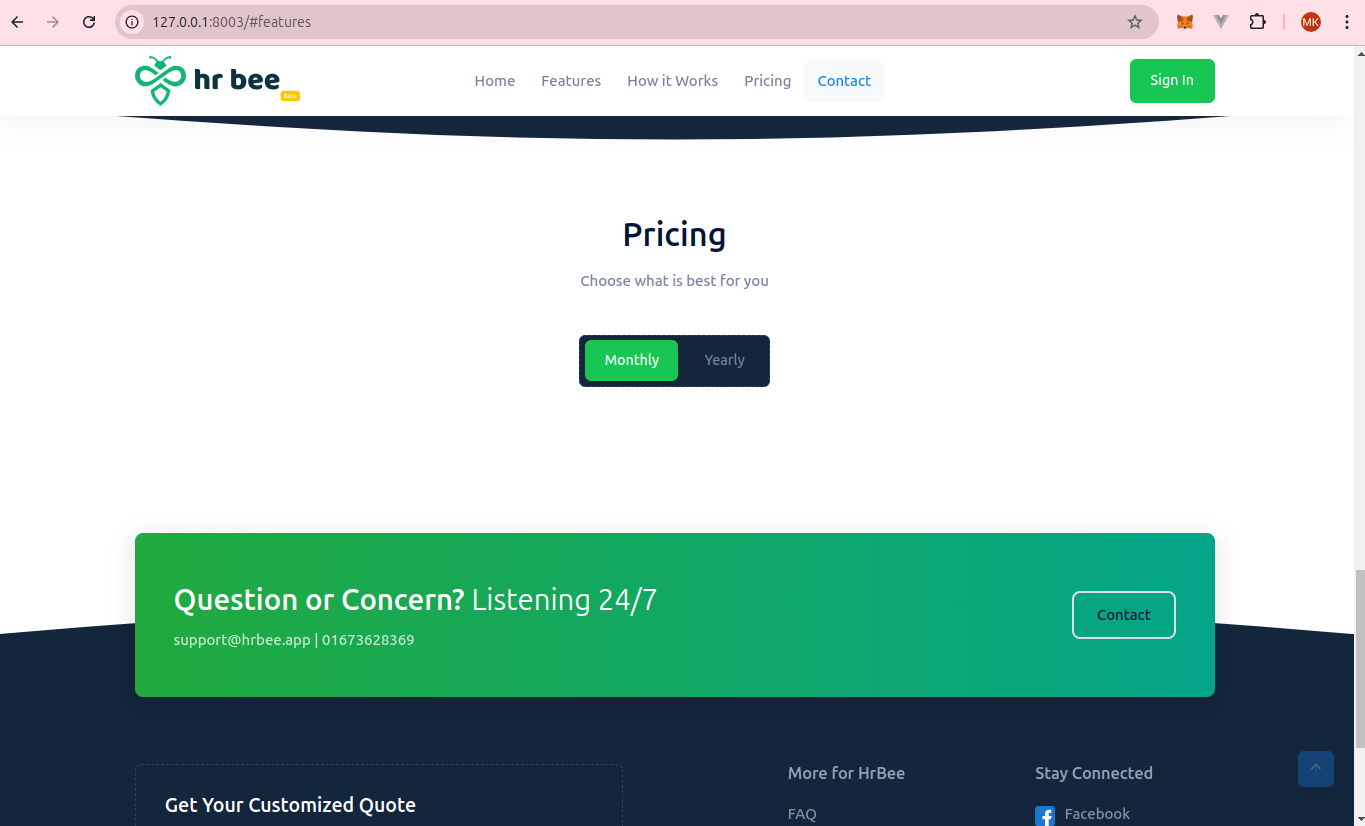 127.0.0.1:8003/#features
MK
hr bee
Beta
Home Features How it Works Pricing Contact
Sign In
Pricing
Choose what is best for you
Monthly Yearly
Question or Concern? Listening 24/7
support@hrbee.app | 01673628369
Contact
Get Your Customized Quote
More for HrBee
FAQ
Stay Connected
Facebook